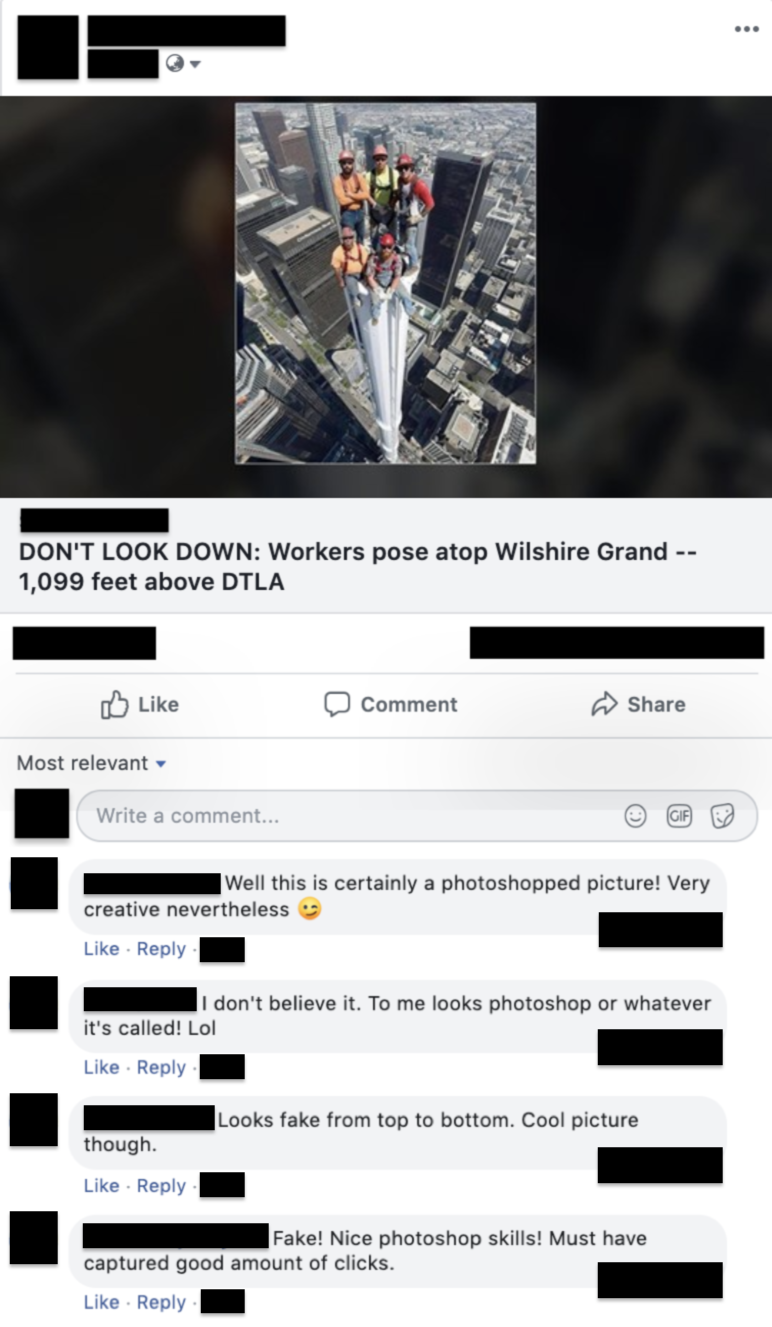 DON'T LOOK DOWN: Workers pose atop Wilshire Grand --
1,099 feet above DTLA
Like
Comment
Share
Most relevant
Write a comment...
GIF
Well this is certainly a photoshopped picture! Very
creative nevertheless 😉
Like · Reply ·
I don't believe it. To me looks photoshop or whatever
it's called! Lol
Like · Reply ·
Looks fake from top to bottom. Cool picture
though.
Like · Reply ·
Fake! Nice photoshop skills! Must have
captured good amount of clicks.
Like · Reply ·